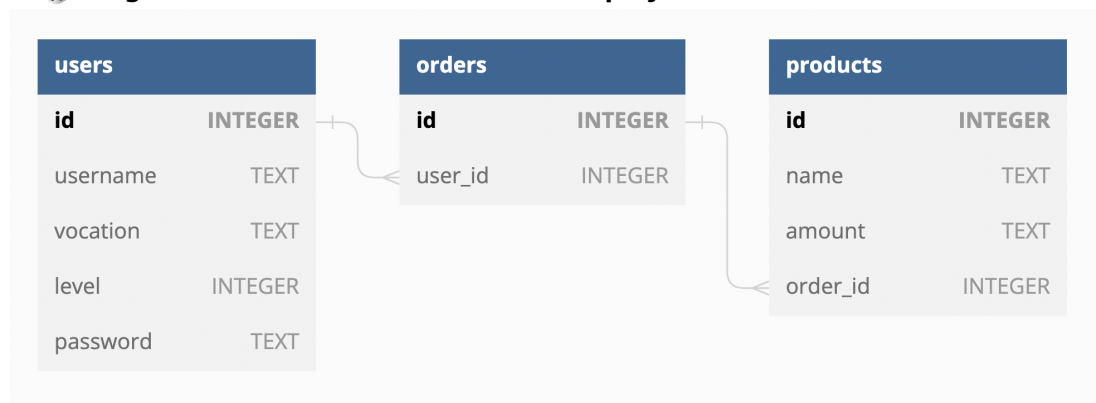 users
id INTEGER
username TEXT
vocation TEXT
level INTEGER
password TEXT
orders
id INTEGER
user_id INTEGER
products
id INTEGER
name TEXT
amount TEXT
order_id INTEGER